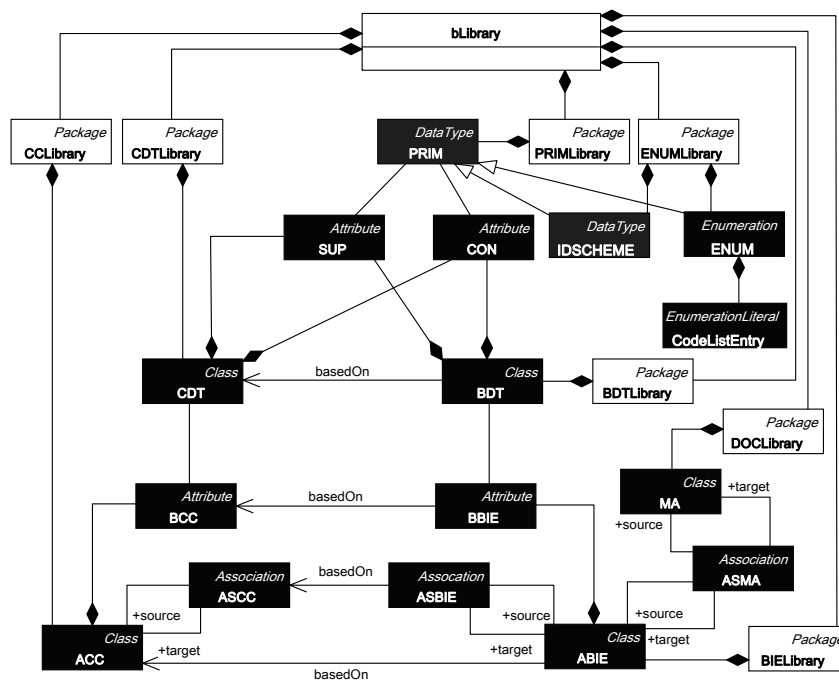 bLibrary
Package
CCLibrary
Package
CDTLibrary
DataType
PRIM
Package
PRIMLibrary
Package
ENUMLibrary
Attribute
SUP
Attribute
CON
DataType
IDSCHEME
Enumeration
ENUM
EnumerationLiteral
CodeListEntry
Class
CDT
basedOn
Class
BDT
Package
BDTLibrary
Package
DOCLibrary
Class
MA
+target
+source
Attribute
BCC
basedOn
Attribute
BBIE
Association
ASMA
Association
ASCC
basedOn
Assocation
ASBIE
+source
+source
+source
Class
ACC
+target
+target
Class
ABIE
+target
Package
BIELibrary
basedOn